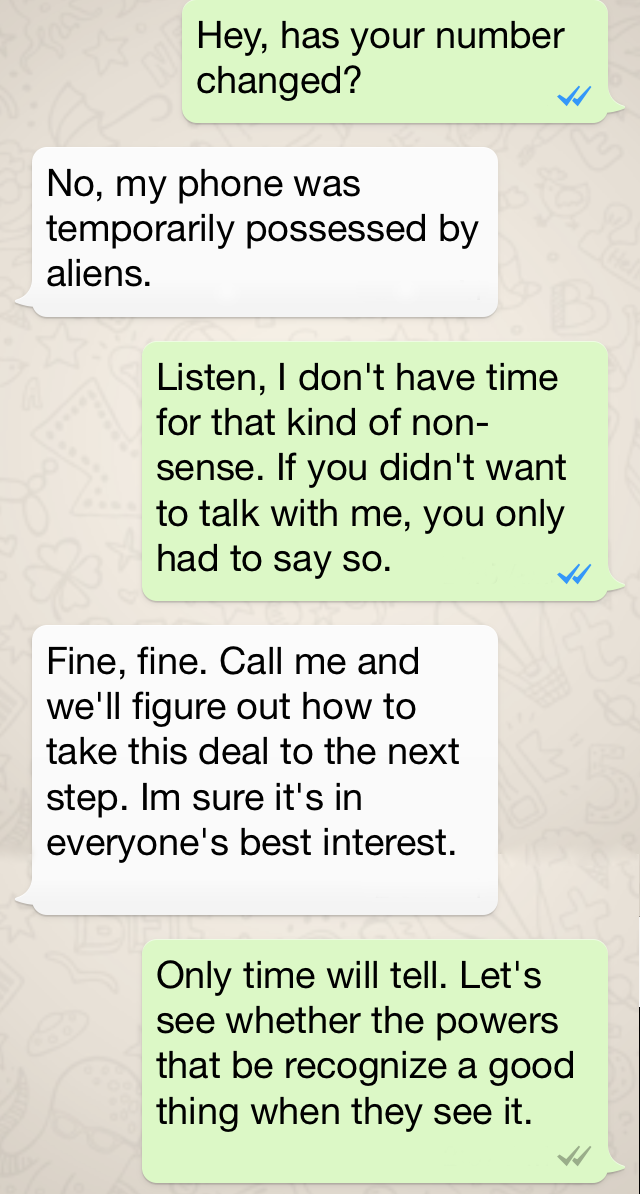 Hey, has your number
changed?
No, my phone was
temporarily possessed by
aliens.
Listen, I don't have time
for that kind of non-
sense. If you didn't want
to talk with me, you only
had to say so.
Fine, fine. Call me and
we'll figure out how to
take this deal to the next
step. Im sure it's in
everyone's best interest.
Only time will tell. Let's
see whether the powers
that be recognize a good
thing when they see it.